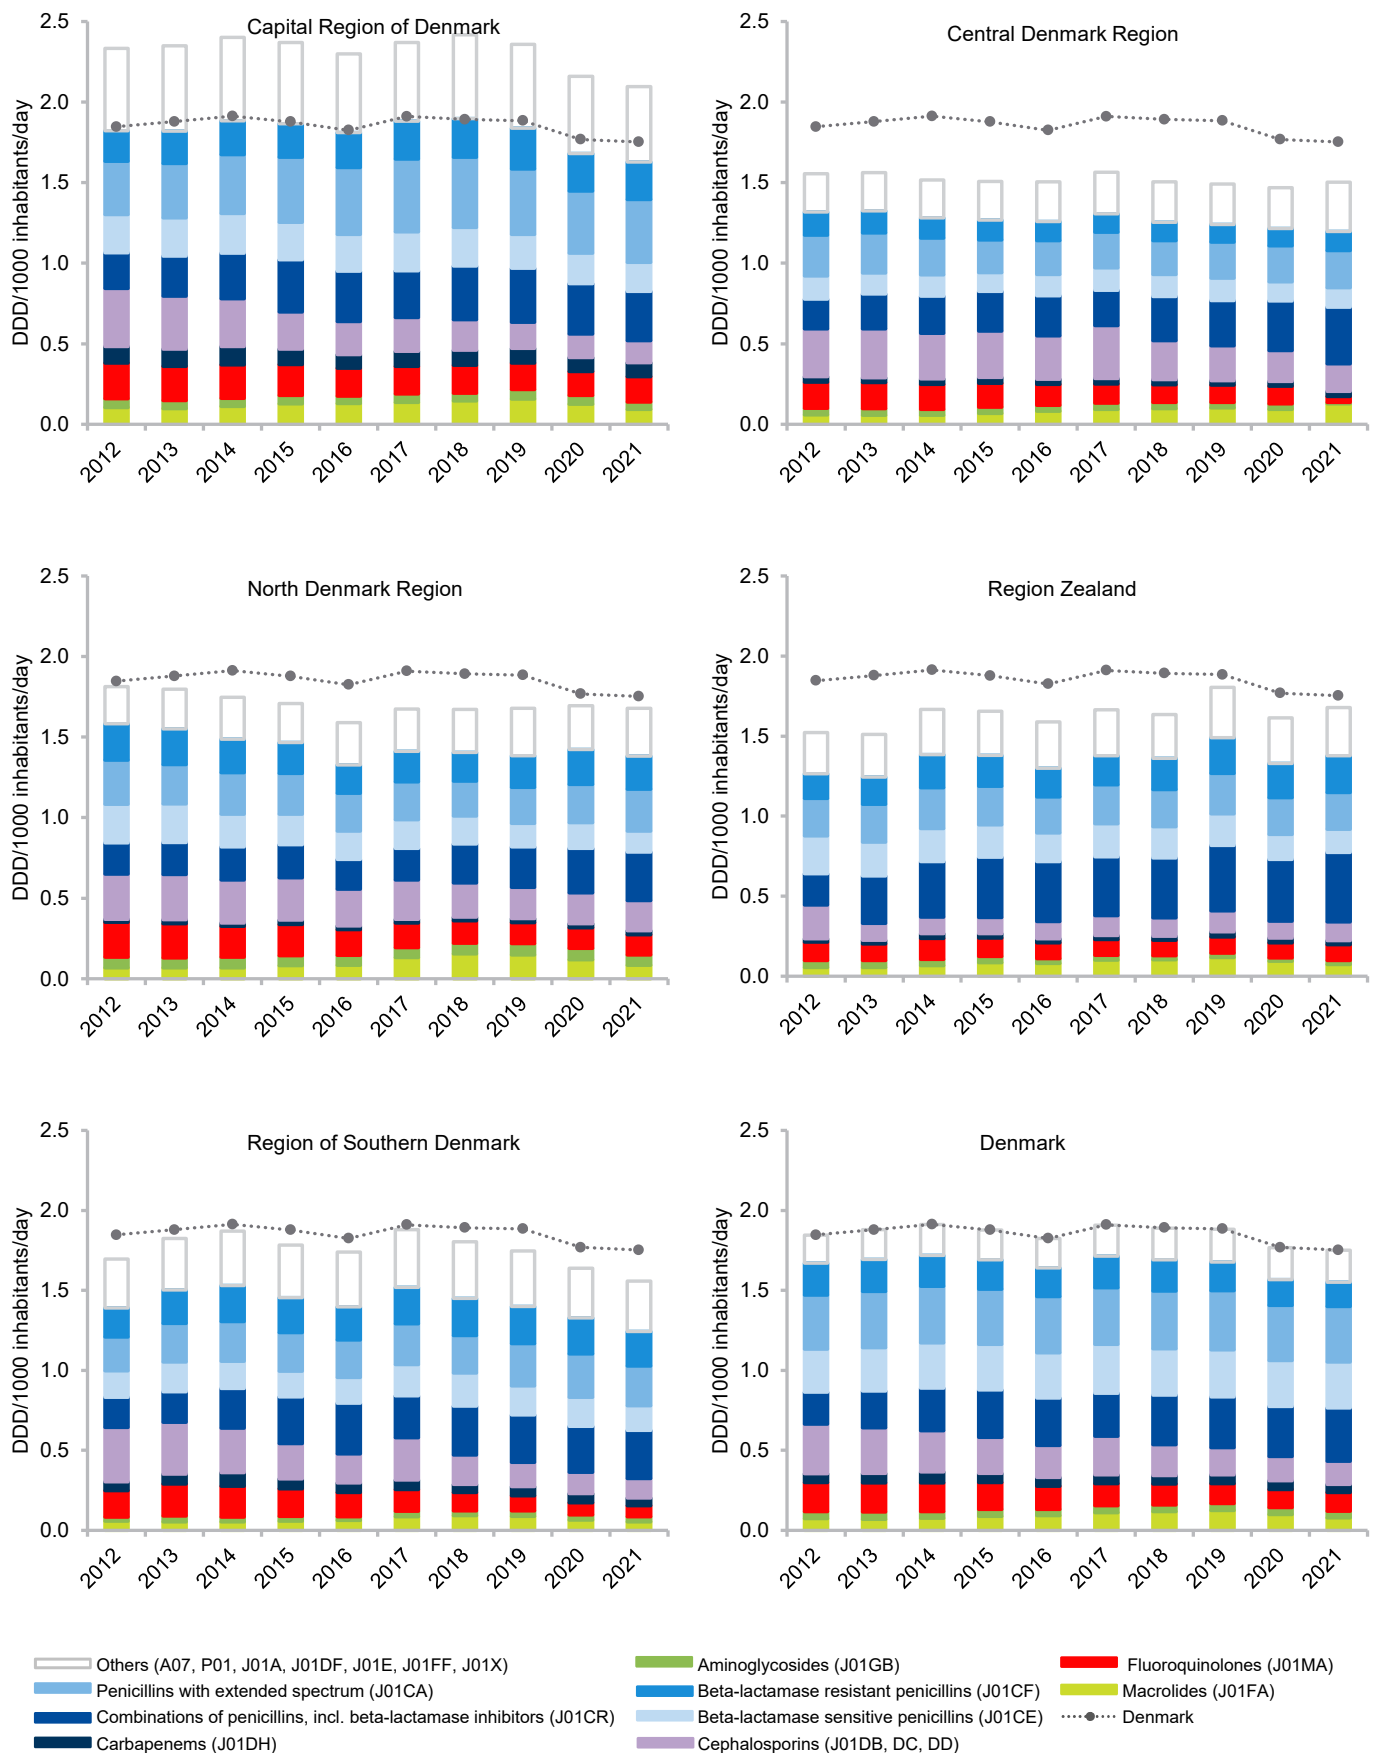 Capital Region of Denmark
DDD/1000 inhabitants/day
2.5
2.0
1.5
1.0
0.5
0.0
2012 2013 2014 2015 2016 2017 2018 2019 2020 2021
Central Denmark Region
DDD/1000 inhabitants/day
2.5
2.0
1.5
1.0
0.5
0.0
2012 2013 2014 2015 2016 2017 2018 2019 2020 2021
North Denmark Region
DDD/1000 inhabitants/day
2.5
2.0
1.5
1.0
0.5
0.0
2012 2013 2014 2015 2016 2017 2018 2019 2020 2021
Region Zealand
DDD/1000 inhabitants/day
2.5
2.0
1.5
1.0
0.5
0.0
2012 2013 2014 2015 2016 2017 2018 2019 2020 2021
Region of Southern Denmark
DDD/1000 inhabitants/day
2.5
2.0
1.5
1.0
0.5
0.0
2012 2013 2014 2015 2016 2017 2018 2019 2020 2021
Denmark
DDD/1000 inhabitants/day
2.5
2.0
1.5
1.0
0.5
0.0
2012 2013 2014 2015 2016 2017 2018 2019 2020 2021
Others (A07, P01, J01A, J01DF, J01E, J01FF, J01X)
Aminoglycosides (J01GB)
Fluoroquinolones (J01MA)
Penicillins with extended spectrum (J01CA)
Beta-lactamase resistant penicillins (J01CF)
Macrolides (J01FA)
Combinations of penicillins, incl. beta-lactamase inhibitors (J01CR)
Beta-lactamase sensitive penicillins (J01CE)
Denmark
Carbapenems (J01DH)
Cephalosporins (J01DB, DC, DD)